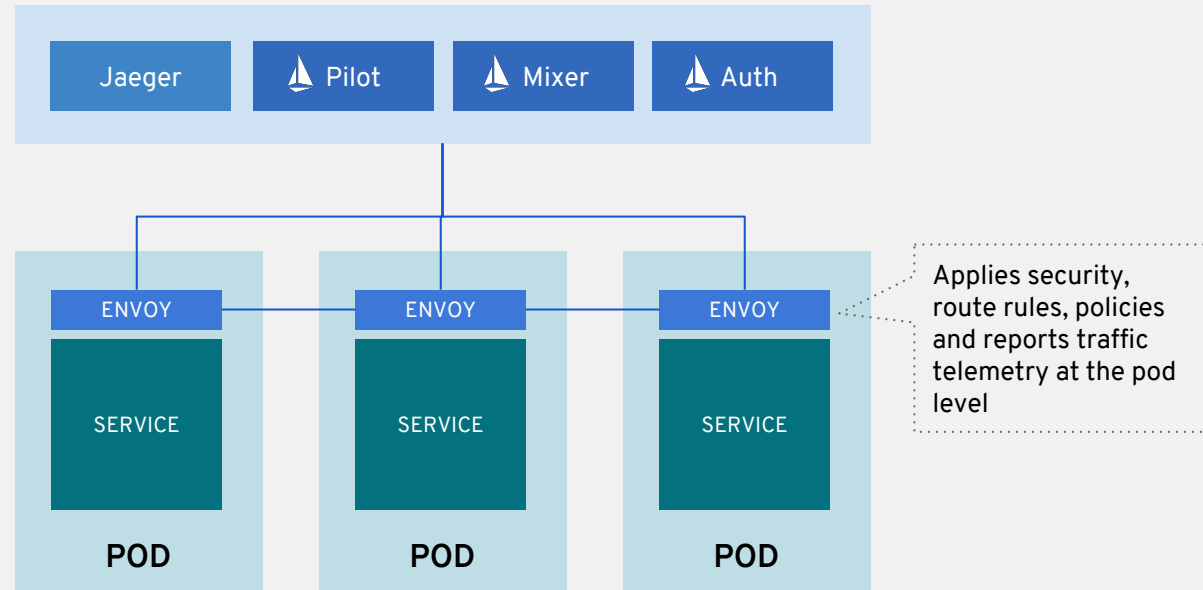 Jaeger
Pilot
Mixer
Auth
ENVOY
ENVOY
ENVOY
Applies security,
route rules, policies
and reports traffic
telemetry at the pod
level
SERVICE
SERVICE
SERVICE
POD
POD
POD